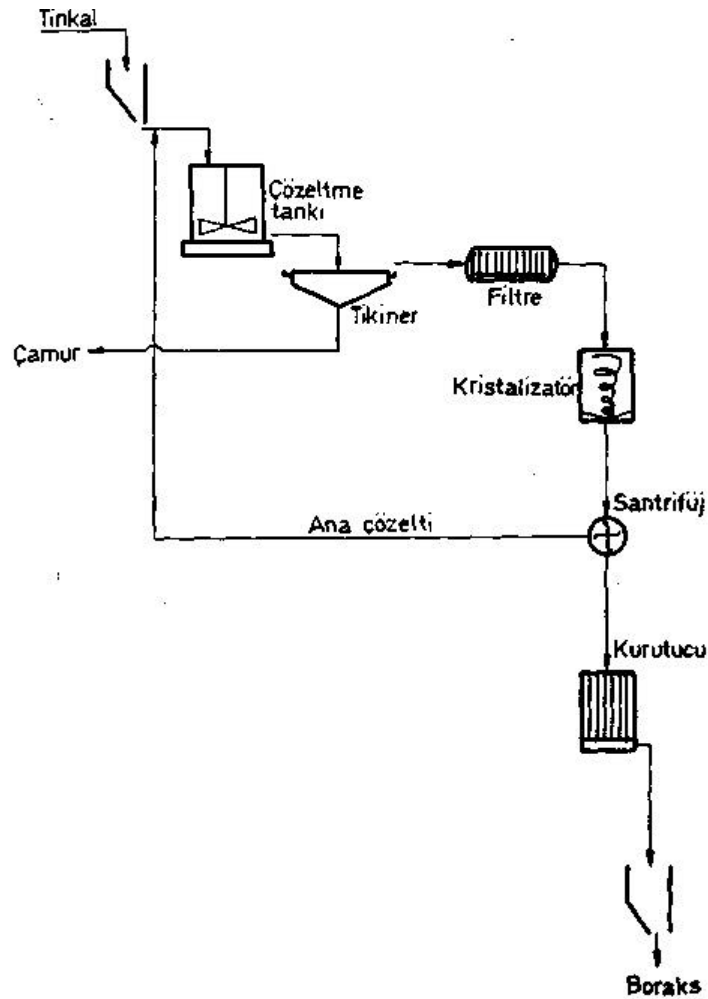 Tinkal
Çözeltme
tankı
Tikiner
Filtre
Çamur
Kristalizatör
Santrifüj
Ana çözelti
Kurutucu
Boraks